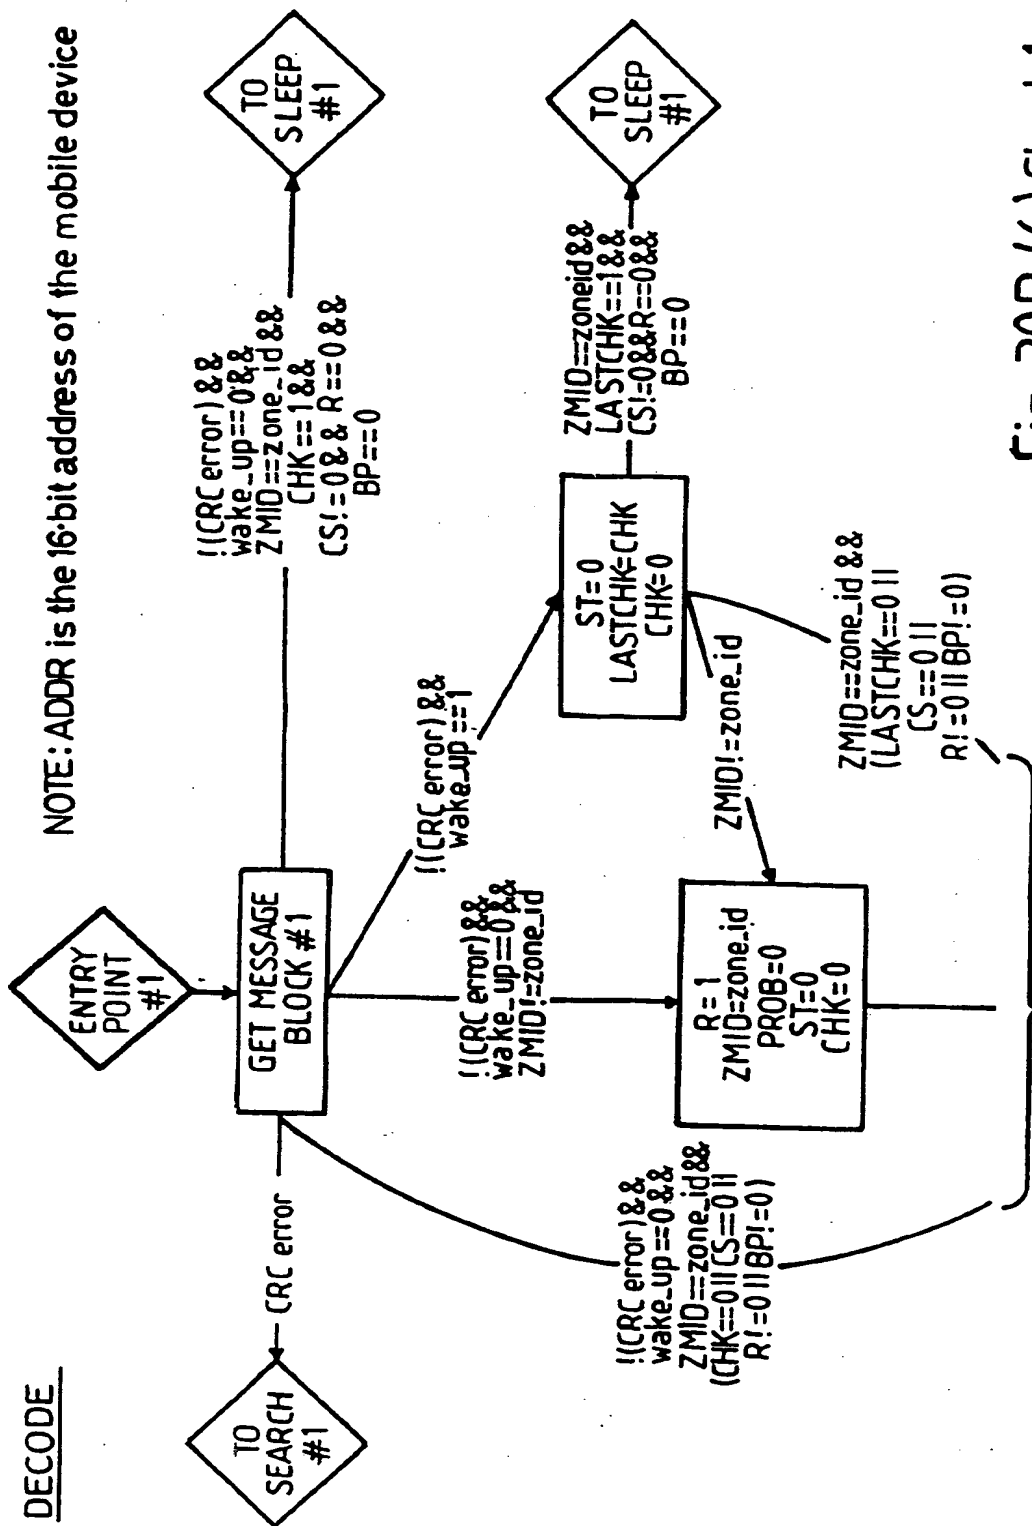 DECODE
NOTE: ADDR is the 16-bit address of the mobile device
ENTRY
POINT
#1
GET MESSAGE
BLOCK #1
CRC error
TO
SEARCH
#1
!(CRC error) &&
wake_up==0 &&
ZMID==zone_id &&
CHK==1 &&
CS!=0 && R==0 &&
BP==0
TO
SLEEP
#1
!(CRC error) &&
wake_up==1
!(CRC error) &&
wake_up==0 &&
ZMID!=zone_id
ST=0
LASTCHK=CHK
CHK=0
ZMID==zoneid &&
LASTCHK==1 &&
CS!=0 && R==0 &&
BP==0
TO
SLEEP
#1
ZMID!=zone_id
R=1
ZMID=zone_id
PROB=0
ST=0
CHK=0
!(CRC error) &&
wake_up==0 &&
ZMID==zone_id &&
(CHK==0 || CS==0 ||
R!=0 || BP!=0)
ZMID==zone_id &&
(LASTCHK==0 ||
CS==0 ||
R!=0 || BP!=0)